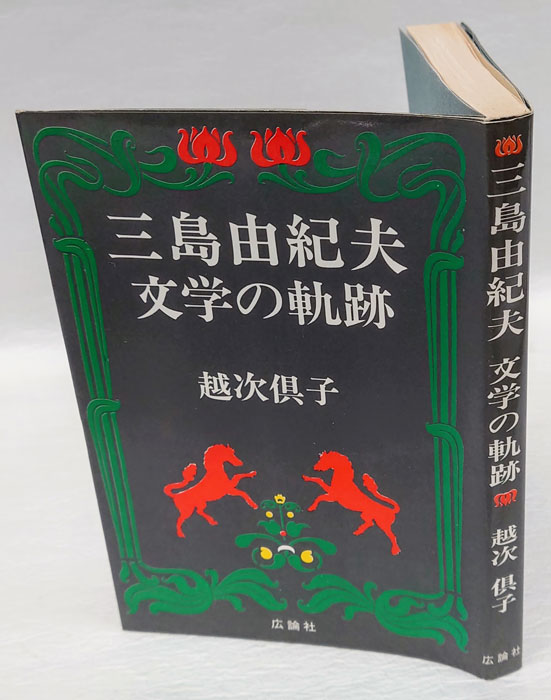 三島由紀夫
文学の軌跡
越次倶子
広論社
三島由紀夫 文学の軌跡 越次 倶子 広論社